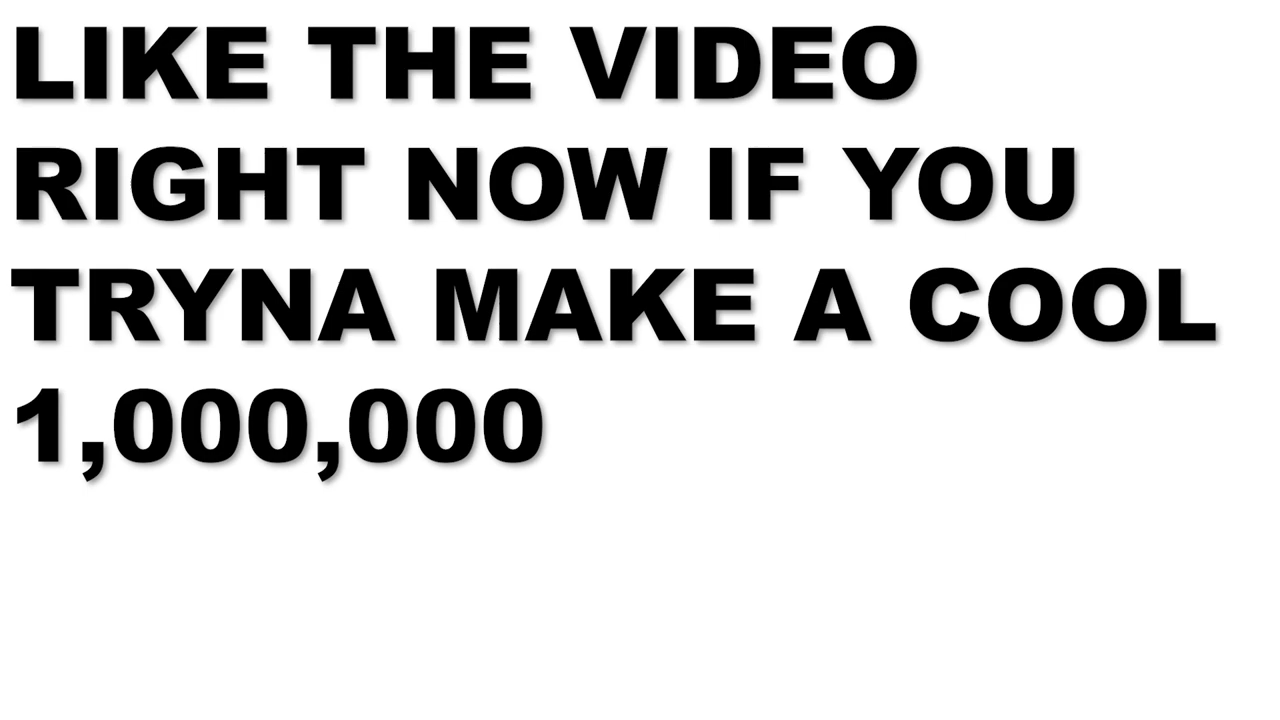 LIKE THE VIDEO
RIGHT NOW IF YOU
TRYNA MAKE A COOL
1,000,000